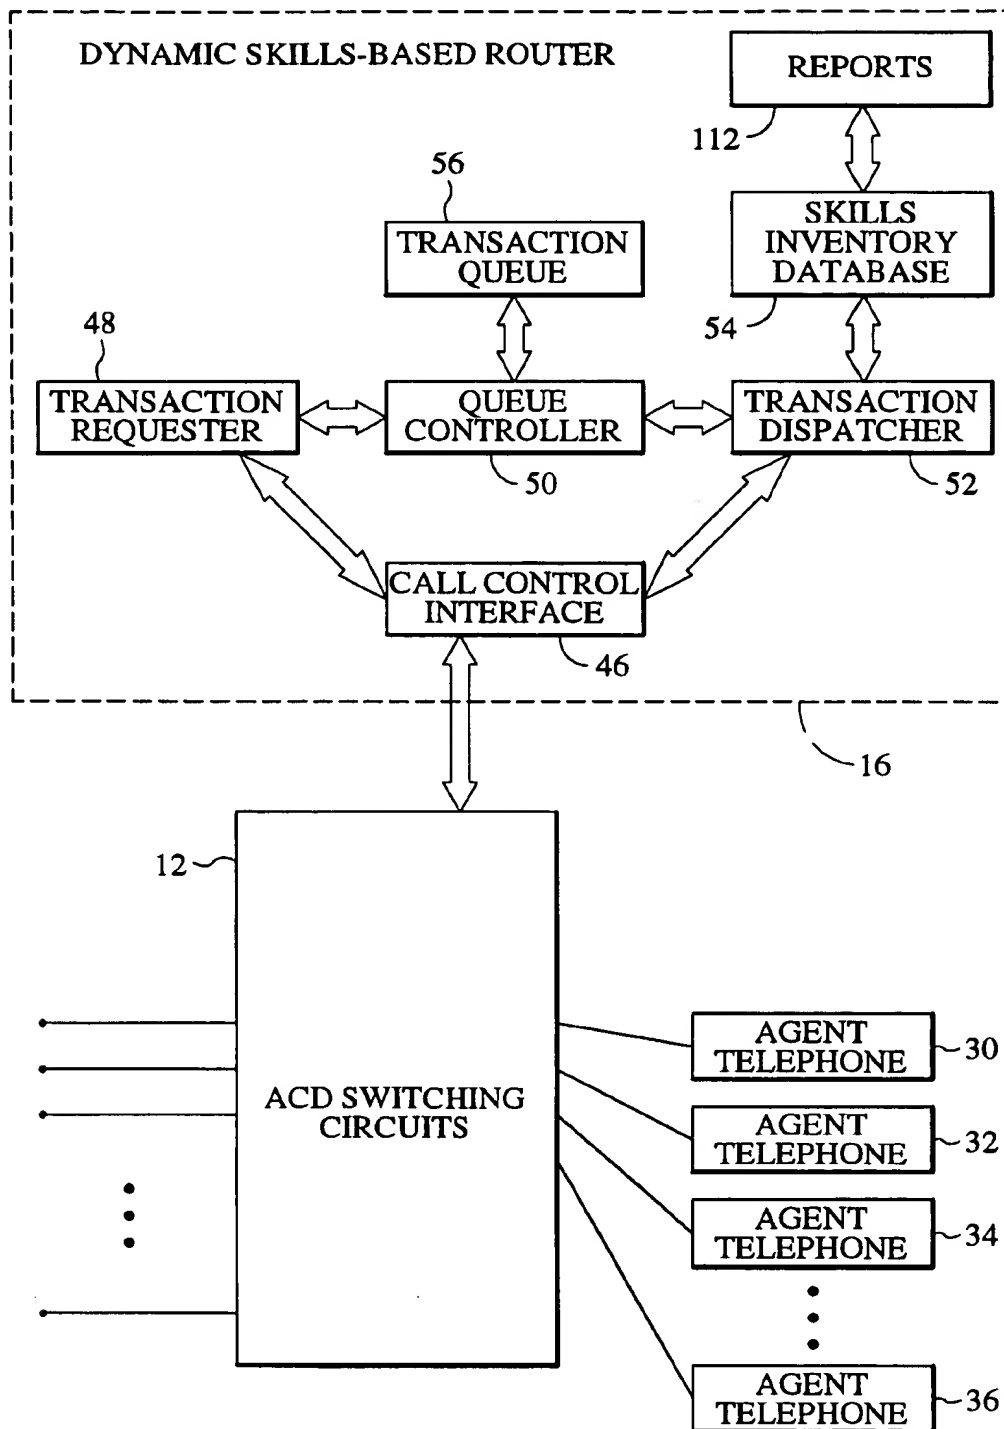 DYNAMIC SKILLS-BASED ROUTER
REPORTS
112
56
TRANSACTION
QUEUE
SKILLS
INVENTORY
DATABASE
54
48
TRANSACTION
REQUESTER
QUEUE
CONTROLLER
50
TRANSACTION
DISPATCHER
52
CALL CONTROL
INTERFACE
46
16
12
ACD SWITCHING
CIRCUITS
AGENT
TELEPHONE
30
AGENT
TELEPHONE
32
AGENT
TELEPHONE
34
AGENT
TELEPHONE
36